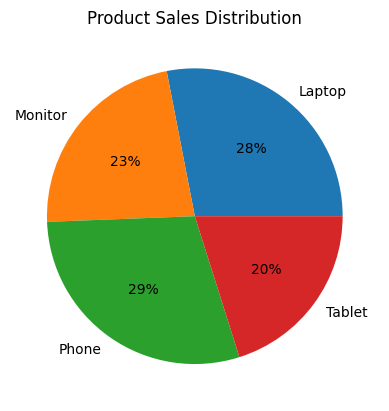 Product Sales Distribution
Laptop
28%
Monitor
23%
Phone
29%
Tablet
20%